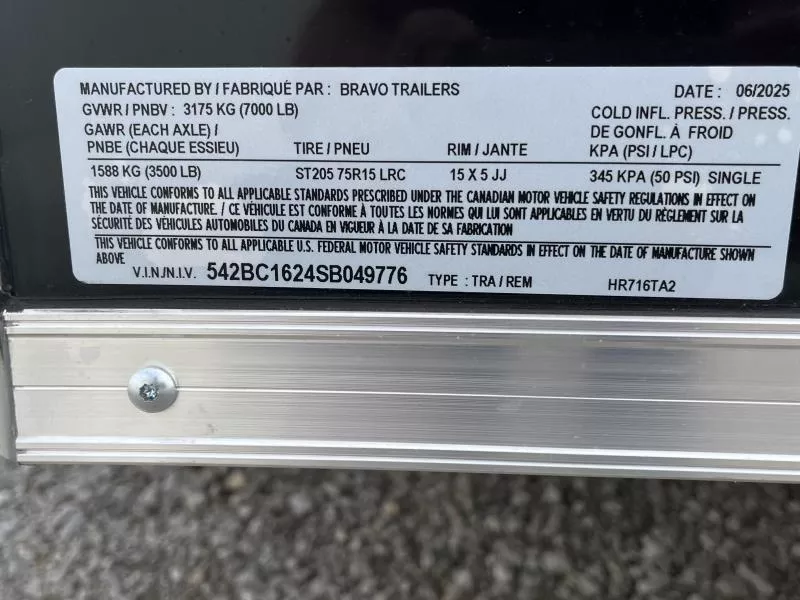 MANUFACTURED BY / FABRIQUÉ PAR : BRAVO TRAILERS DATE : 06/2025
GVWR / PNBV : 3175 KG (7000 LB) COLD INFL. PRESS. / PRESS.
GAWR (EACH AXLE) / DE GONFL. À FROID
PNBE (CHAQUE ESSIEU) TIRE / PNEU RIM / JANTE KPA (PSI / LPC)
1588 KG (3500 LB) ST205 75R15 LRC 15 X 5 JJ 345 KPA (50 PSI) SINGLE
THIS VEHICLE CONFORMS TO ALL APPLICABLE STANDARDS PRESCRIBED UNDER THE CANADIAN MOTOR VEHICLE SAFETY REGULATIONS IN EFFECT ON
THE DATE OF MANUFACTURE. / CE VÉHICULE EST CONFORME À TOUTES LES NORMES QUI LUI SONT APPLICABLES EN VERTU DU RÈGLEMENT SUR LA
SÉCURITÉ DES VÉHICULES AUTOMOBILES DU CANADA EN VIGUEUR À LA DATE DE SA FABRICATION
THIS VEHICLE CONFORMS TO ALL APPLICABLE U.S. FEDERAL MOTOR VEHICLE SAFETY STANDARDS IN EFFECT ON THE DATE OF MANUFACTURE SHOWN
ABOVE
V.I.N./N.I.V. 542BC1624SB049776 TYPE : TRA / REM HR716TA2